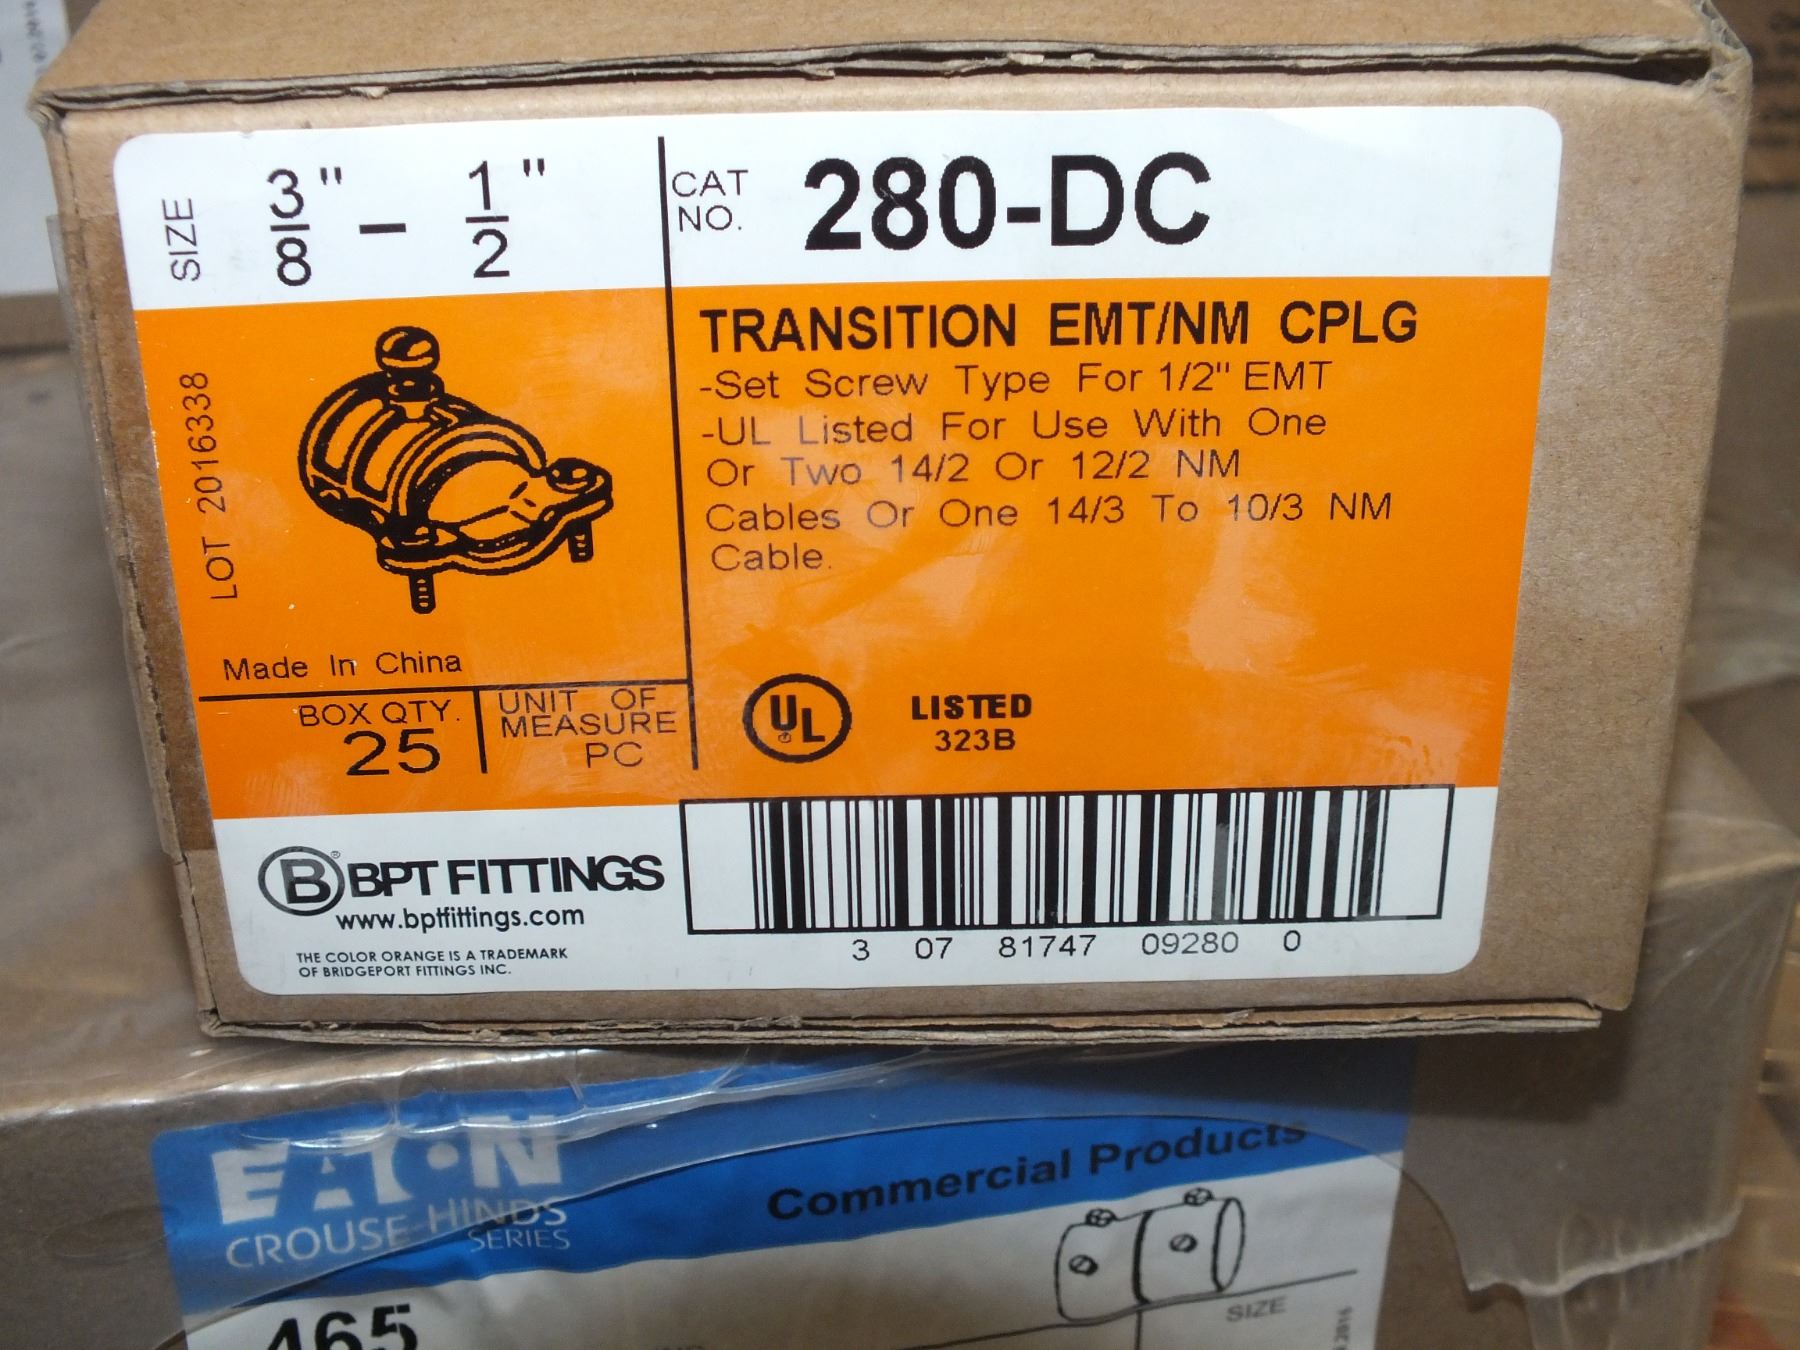 SIZE
3/8" - 1/2"
CAT NO.
280-DC
LOT 2016338
TRANSITION EMT/NM CPLG
-Set Screw Type For 1/2" EMT
-UL Listed For Use With One
Or Two 14/2 Or 12/2 NM
Cables Or One 14/3 To 10/3 NM
Cable.
Made In China
BOX QTY.
25
UNIT OF
MEASURE
PC
UL
LISTED
323B
B® BPT FITTINGS
www.bptfittings.com
THE COLOR ORANGE IS A TRADEMARK
OF BRIDGEPORT FITTINGS INC.
3 07 81747 09280 0
EATON
CROUSE-HINDS
SERIES
Commercial Products
465
SIZE